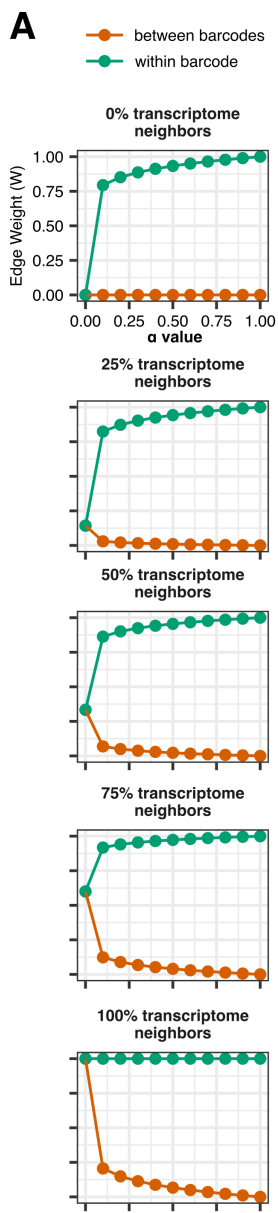 A
between barcodes
within barcode
0% transcriptome
neighbors
Edge Weight (W)
1.00
0.75
0.50
0.25
0.00
0.00 0.25 0.50 0.75 1.00
α value
25% transcriptome
neighbors
50% transcriptome
neighbors
75% transcriptome
neighbors
100% transcriptome
neighbors